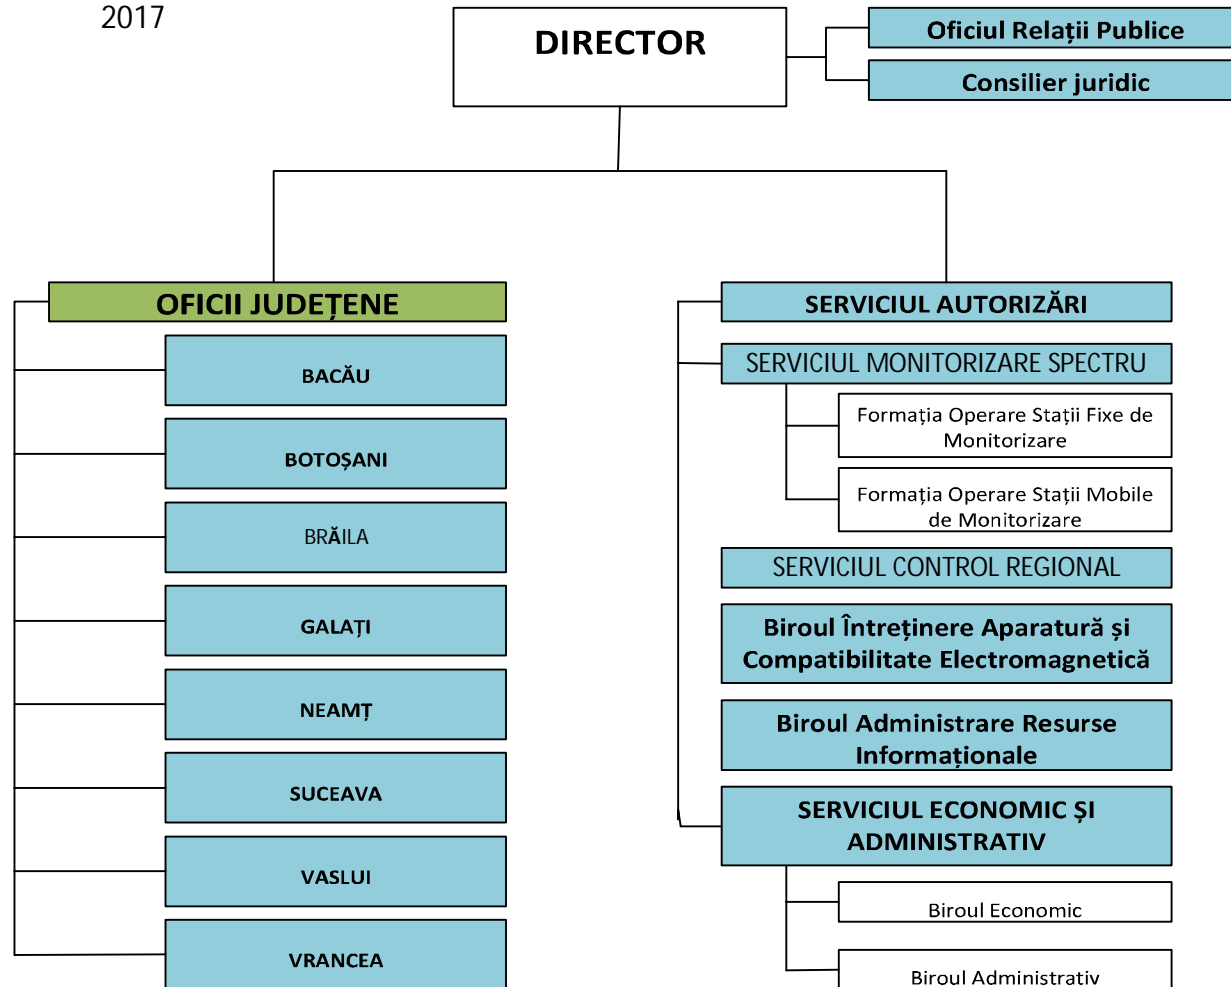 2017
DIRECTOR
Oficiul Relații Publice
Consilier juridic
OFICII JUDEȚENE
BACĂU
BOTOȘANI
BRĂILA
GALAȚI
NEAMȚ
SUCEAVA
VASLUI
VRANCEA
SERVICIUL AUTORIZĂRI
SERVICIUL MONITORIZARE SPECTRU
Formația Operare Stații Fixe de
Monitorizare
Formația Operare Stații Mobile
de Monitorizare
SERVICIUL CONTROL REGIONAL
Biroul Întreținere Aparatură și
Compatibilitate Electromagnetică
Biroul Administrare Resurse
Informaționale
SERVICIUL ECONOMIC ȘI
ADMINISTRATIV
Biroul Economic
Biroul Administrativ